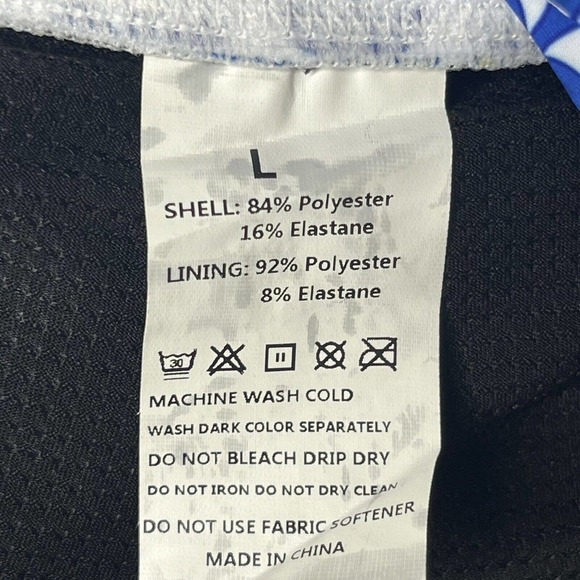 L
SHELL: 84% Polyester
16% Elastane
LINING: 92% Polyester
8% Elastane
30
MACHINE WASH COLD
WASH DARK COLOR SEPARATELY
DO NOT BLEACH DRIP DRY
DO NOT IRON DO NOT DRY CLEAN
DO NOT USE FABRIC SOFTENER
MADE IN CHINA